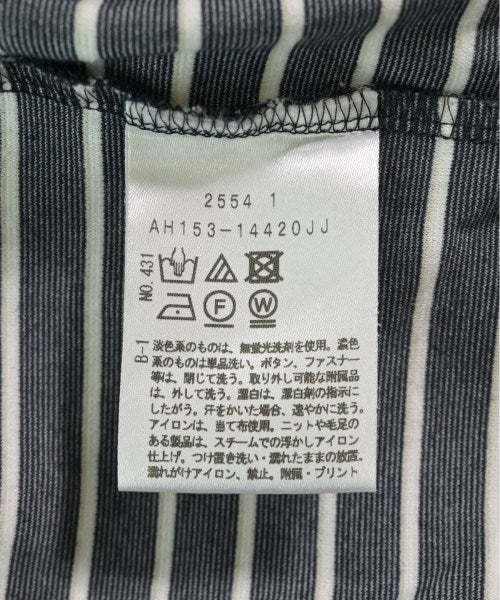 2554 1
AH153-14420JJ
NO.431
F
W
B-1
淡色系のものは、無蛍光洗剤を使用。濃色
系のものは単品洗い。ボタン、ファスナー
等は、閉じて洗う。取り外し可能な附属品
は、外して洗う。漂白は、漂白剤の指示に
したがう。汗をかいた場合、速やかに洗う。
アイロンは、当て布使用。ニットや毛足の
ある製品は、スチームでの浮かしアイロン
仕上げ。つけ置き洗い・濡れたままの放置、
濡れがけアイロン、禁止。附属・プリント